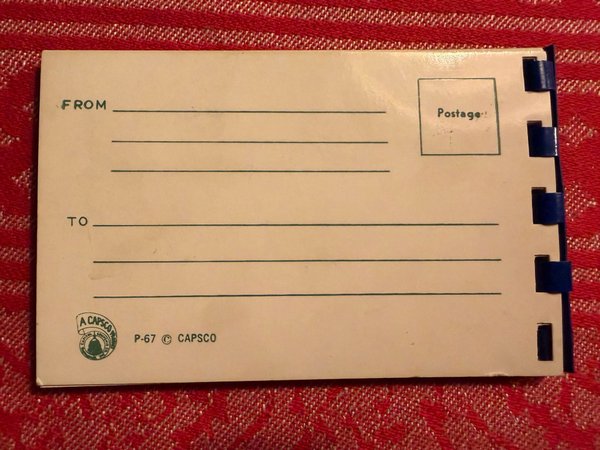 FROM
Postage
TO
A CAPSCO
P-67 © CAPSCO